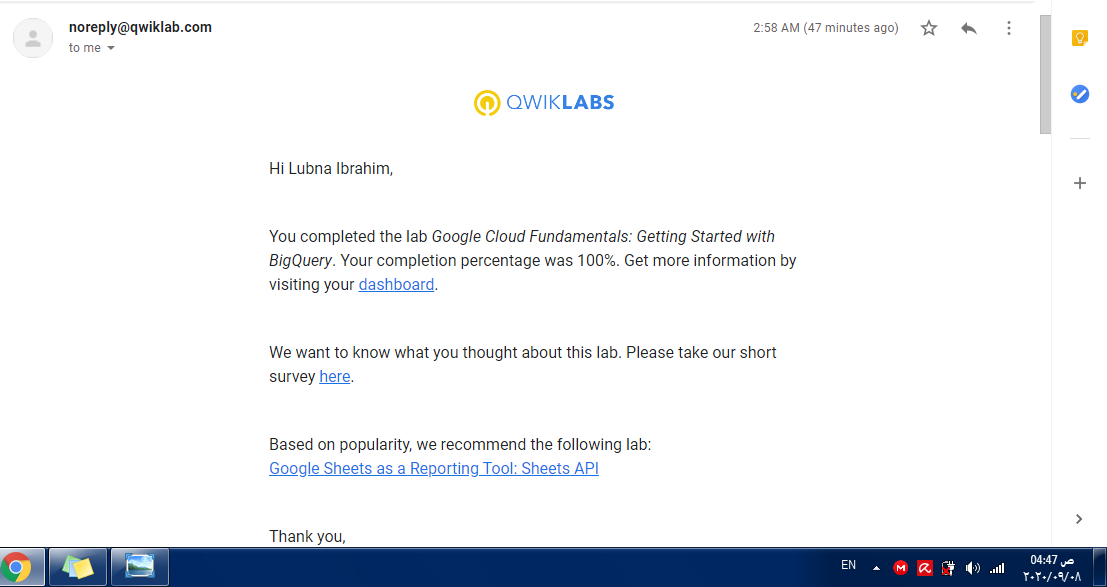 noreply@qwiklab.com
2:58 AM (47 minutes ago)
to me
QWIKLABS
Hi Lubna Ibrahim,
You completed the lab Google Cloud Fundamentals: Getting Started with
BigQuery. Your completion percentage was 100%. Get more information by
visiting your dashboard.
We want to know what you thought about this lab. Please take our short
survey here.
Based on popularity, we recommend the following lab:
Google Sheets as a Reporting Tool: Sheets API
Thank you,
EN
04:47 ص
٢٠٢٠/٠٩/٠٨